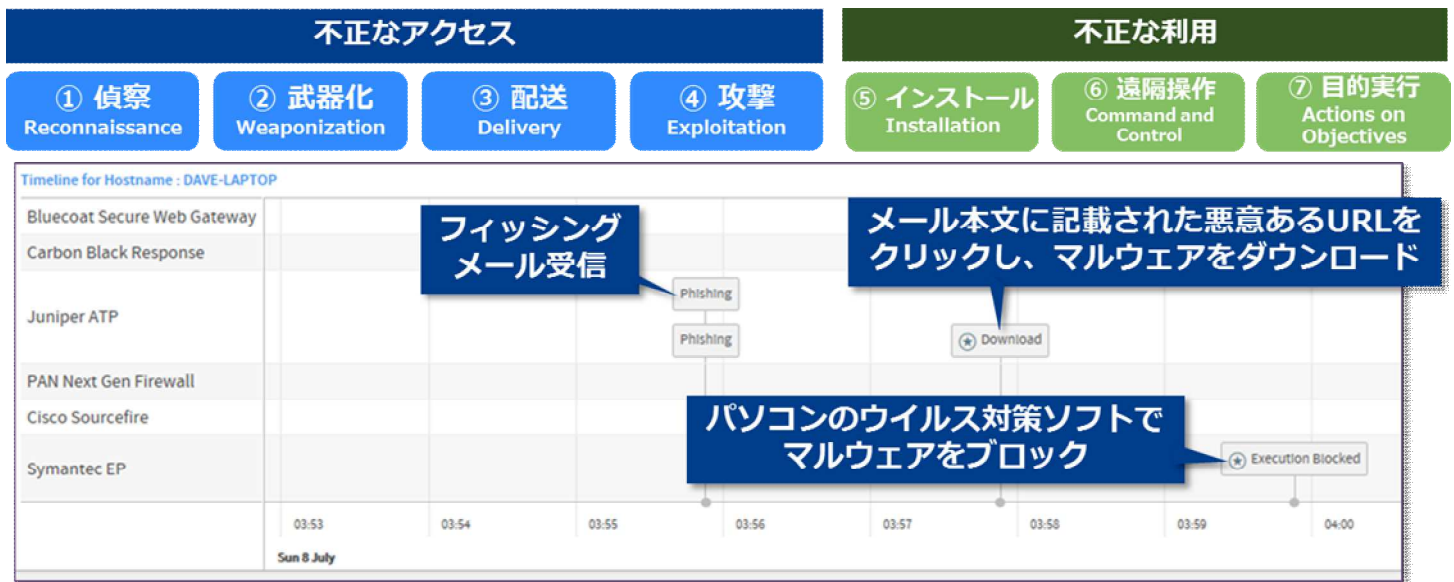 不正なアクセス
不正な利用
① 偵察
Reconnaissance
② 武器化
Weaponization
③ 配送
Delivery
④ 攻撃
Exploitation
⑤ インストール
Installation
⑥ 遠隔操作
Command and
Control
⑦ 目的実行
Actions on
Objectives
Timeline for Hostname : DAVE-LAPTOP
Bluecoat Secure Web Gateway
Carbon Black Response
Juniper ATP
PAN Next Gen Firewall
Cisco Sourcefire
Symantec EP
フィッシング
メール受信
メール本文に記載された悪意あるURLを
クリックし、マルウェアをダウンロード
Phishing
Phishing
Download
パソコンのウイルス対策ソフトで
マルウェアをブロック
Execution Blocked
03:53
03:54
03:55
03:56
03:57
03:58
03:59
04:00
Sun 8 July